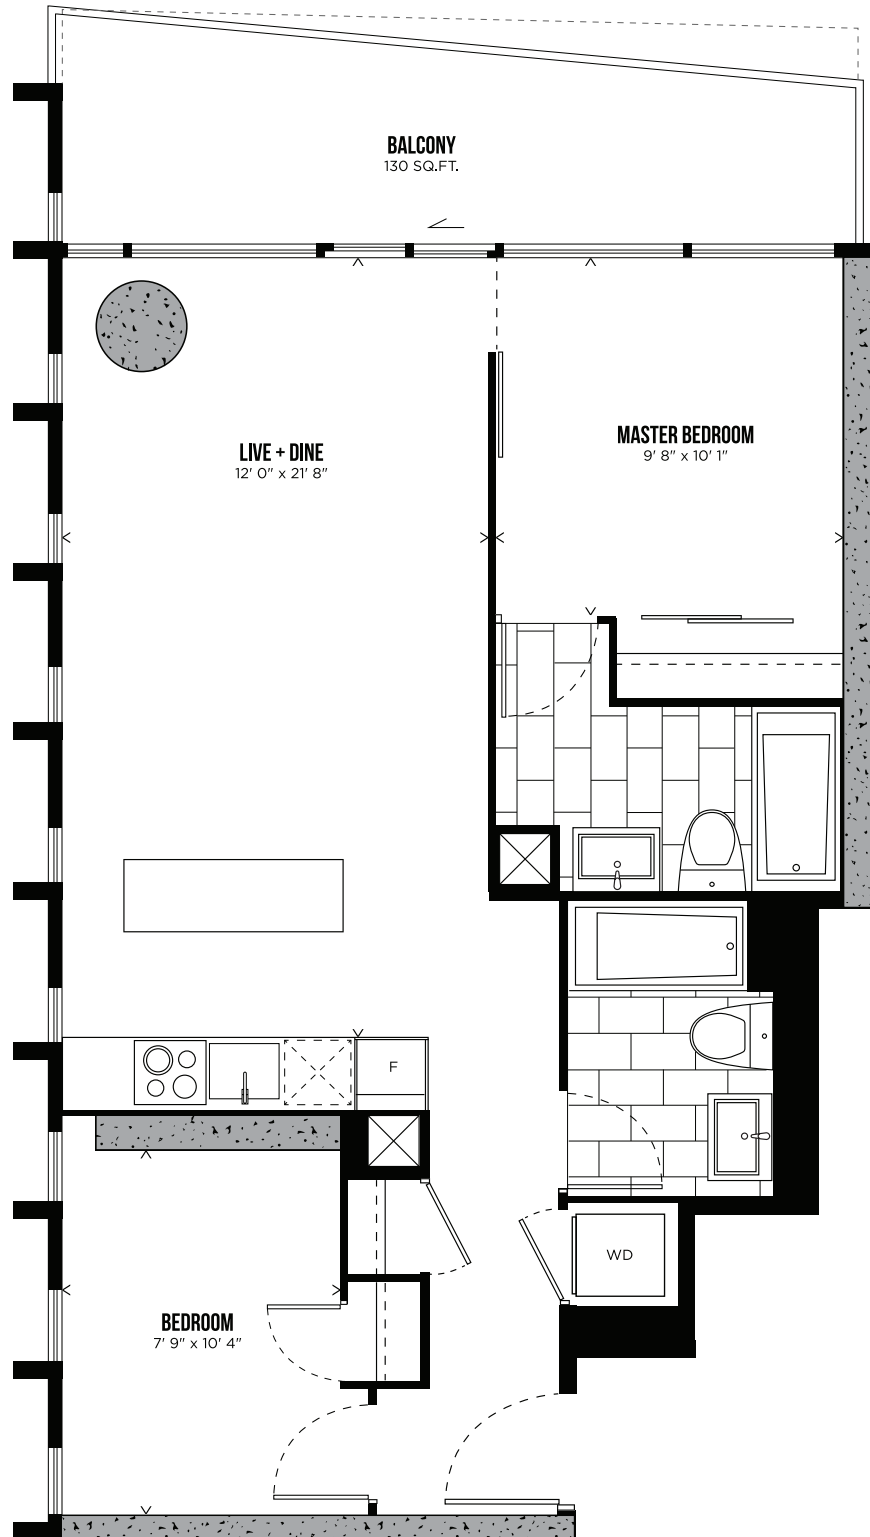 BALCONY
130 SQ.FT.
LIVE + DINE
12' 0" x 21' 8"
MASTER BEDROOM
9' 8" x 10' 1"
F
WD
BEDROOM
7' 9" x 10' 4"